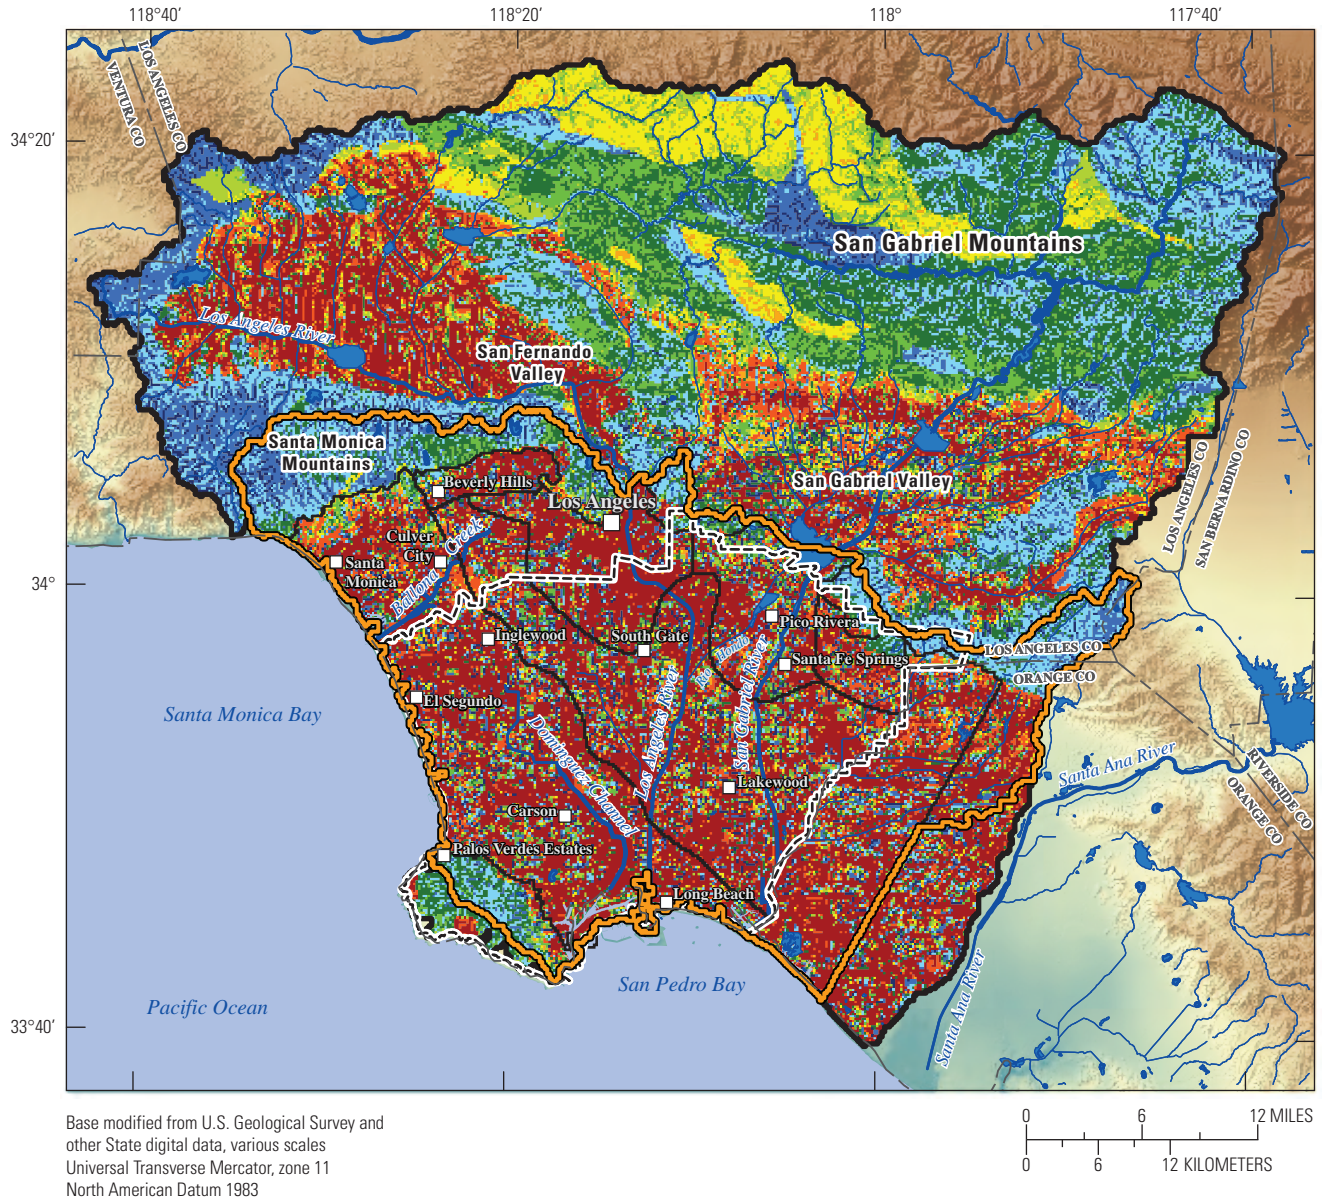 118°40′
118°20′
118°
117°40′
34°20′
34°
33°40′
VENTURA CO
LOS ANGELES CO
San Gabriel Mountains
Los Angeles River
San Fernando
Valley
Santa Monica
Mountains
San Gabriel Valley
LOS ANGELES CO
SAN BERNARDINO CO
Beverly Hills
Los Angeles
Culver
City
Ballona Creek
Santa
Monica
Inglewood
South Gate
Pico Rivera
Rio Hondo
Santa Fe Springs
LOS ANGELES CO
ORANGE CO
El Segundo
Santa Monica Bay
Dominguez Channel
Los Angeles River
San Gabriel River
Lakewood
Santa Ana River
RIVERSIDE CO
ORANGE CO
Carson
Palos Verdes Estates
Long Beach
San Pedro Bay
Pacific Ocean
Santa Ana River
Base modified from U.S. Geological Survey and
other State digital data, various scales
Universal Transverse Mercator, zone 11
North American Datum 1983
0 6 12 MILES
0 6 12 KILOMETERS